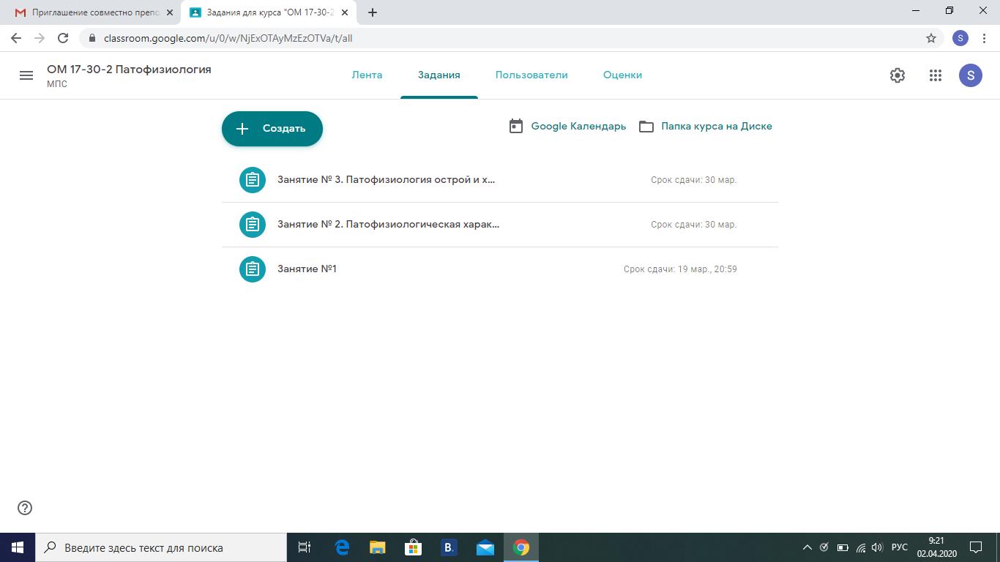 Приглашение совместно препо
Задания для курса "ОМ 17-30-2
classroom.google.com/u/0/w/NjExOTAyMzEzOTVa/t/all
S
ОМ 17-30-2 Патофизиология
МПС
Лента
Задания
Пользователи
Оценки
S
Создать
Google Календарь
Папка курса на Диске
Занятие № 3. Патофизиология острой и х...
Срок сдачи: 30 мар.
Занятие № 2. Патофизиологическая харак...
Срок сдачи: 30 мар.
Занятие №1
Срок сдачи: 19 мар., 20:59
Введите здесь текст для поиска
B.
РУС
9:21
02.04.2020